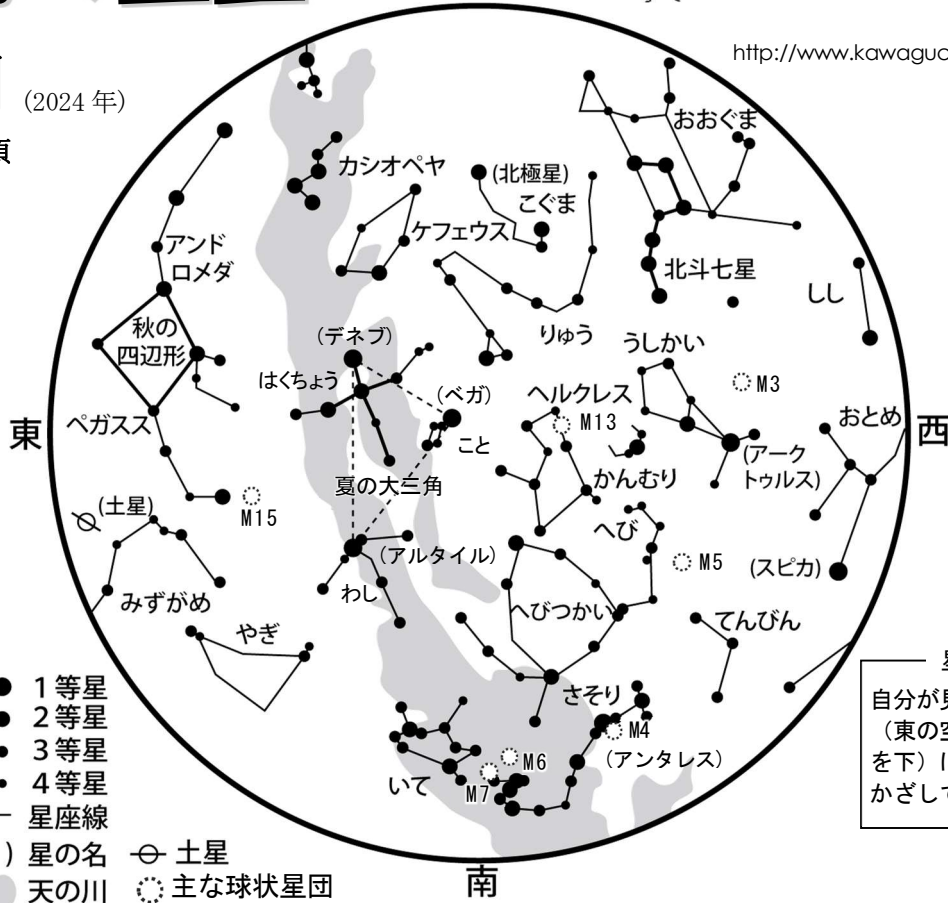 http://www.kawaguc
(2024年)
頃
おおぐま
カシオペヤ
(北極星)
こぐま
ケフェウス
アンド
ロメダ
北斗七星
しし
秋の
四辺形
りゅう
(デネブ)
うしかい
はくちょう
(ベガ)
ヘルクレス
M3
M13
おとめ
ペガスス
東
西
こと
かんむり
(アーク
トゥルス)
夏の大三角
(土星)
M15
へび
(アルタイル)
M5
(スピカ)
わし
みずがめ
へびつかい
てんびん
やぎ
さそり
M4
(アンタレス)
M6
M7
いて
自分が見
(東の空
を下)に
かざして
1等星
2等星
3等星
4等星
星座線
) 星の名
土星
天の川
主な球状星団
南